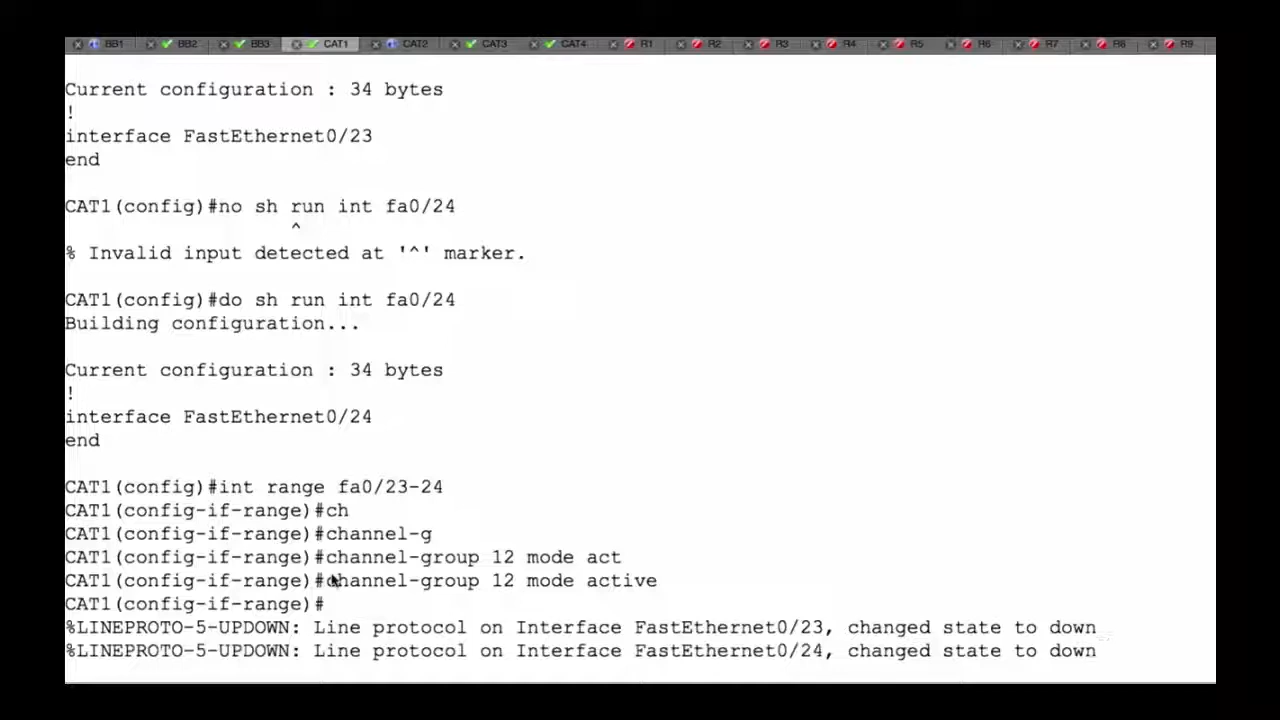 BB1 BB2 BB3 CAT1 CAT2 CAT3 CAT4 R1 R2 R3 R4 R5 R6 R7 R8 R9
Current configuration : 34 bytes
!
interface FastEthernet0/23
end
CAT1(config)#no sh run int fa0/24
^
% Invalid input detected at '^' marker.
CAT1(config)#do sh run int fa0/24
Building configuration...
Current configuration : 34 bytes
!
interface FastEthernet0/24
end
CAT1(config)#int range fa0/23-24
CAT1(config-if-range)#ch
CAT1(config-if-range)#channel-g
CAT1(config-if-range)#channel-group 12 mode act
CAT1(config-if-range)#channel-group 12 mode active
CAT1(config-if-range)#
%LINEPROTO-5-UPDOWN: Line protocol on Interface FastEthernet0/23, changed state to down
%LINEPROTO-5-UPDOWN: Line protocol on Interface FastEthernet0/24, changed state to down